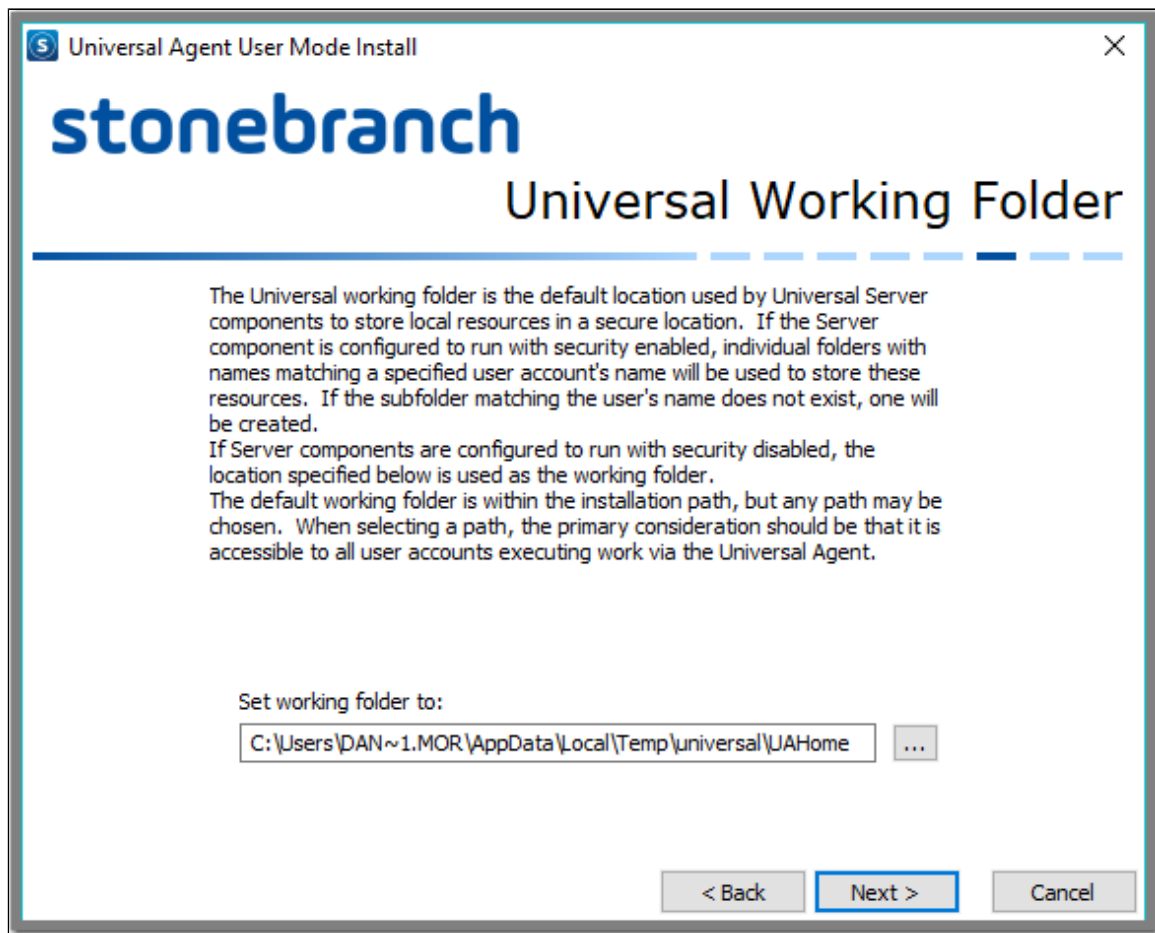 Universal Agent User Mode Install
stonebranch
Universal Working Folder
The Universal working folder is the default location used by Universal Server
components to store local resources in a secure location.  If the Server
component is configured to run with security enabled, individual folders with
names matching a specified user account's name will be used to store these
resources.  If the subfolder matching the user's name does not exist, one will
be created.
If Server components are configured to run with security disabled, the
location specified below is used as the working folder.
The default working folder is within the installation path, but any path may be
chosen.  When selecting a path, the primary consideration should be that it is
accessible to all user accounts executing work via the Universal Agent.
Set working folder to:
C:\Users\DAN~1.MOR\AppData\Local\Temp\universal\UAHome ...
< Back Next > Cancel